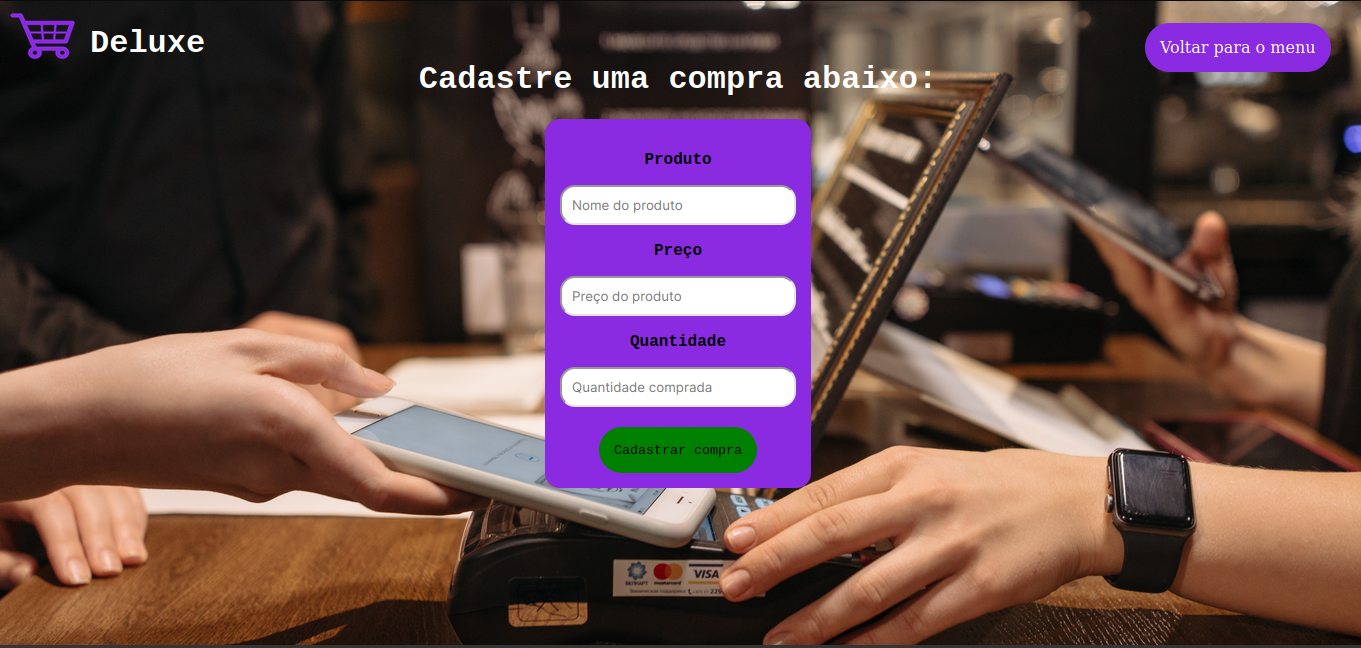 Deluxe
Voltar para o menu
Cadastre uma compra abaixo:
Produto
Nome do produto
Preço
Preço do produto
Quantidade
Quantidade comprada
Cadastrar compra
mastercard
VISA